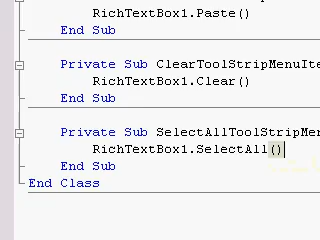 RichTextBox1.Paste()
End Sub
Private Sub ClearToolStripMenuIte
RichTextBox1.Clear()
End Sub
Private Sub SelectAllToolStripMen
RichTextBox1.SelectAll()
End Sub
End Class